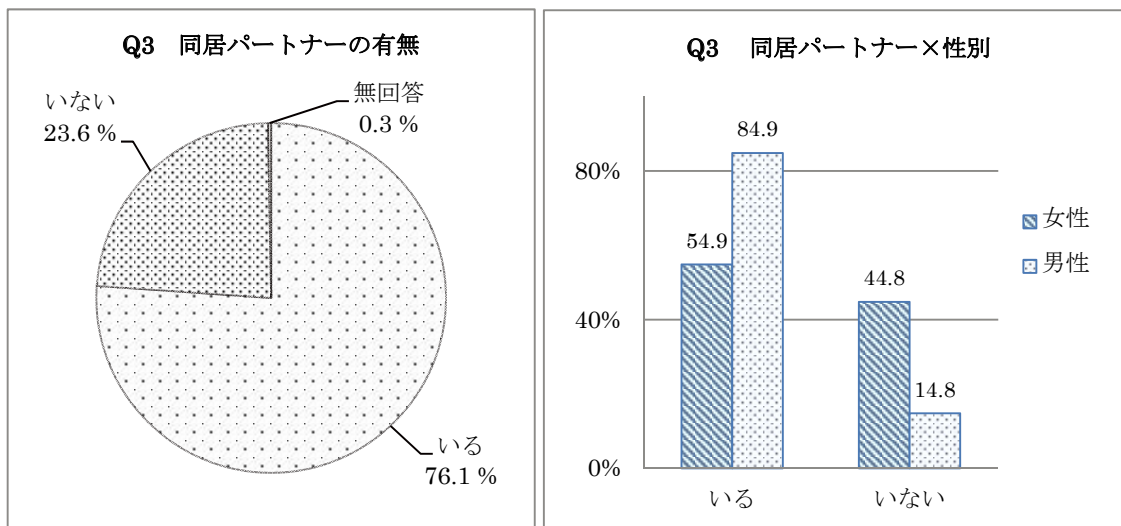 Q3 同居パートナーの有無
いない
23.6 %
無回答
0.3 %
いる
76.1 %
Q3 同居パートナー×性別
80%
40%
0%
84.9
54.9
44.8
14.8
いる
いない
女性
男性